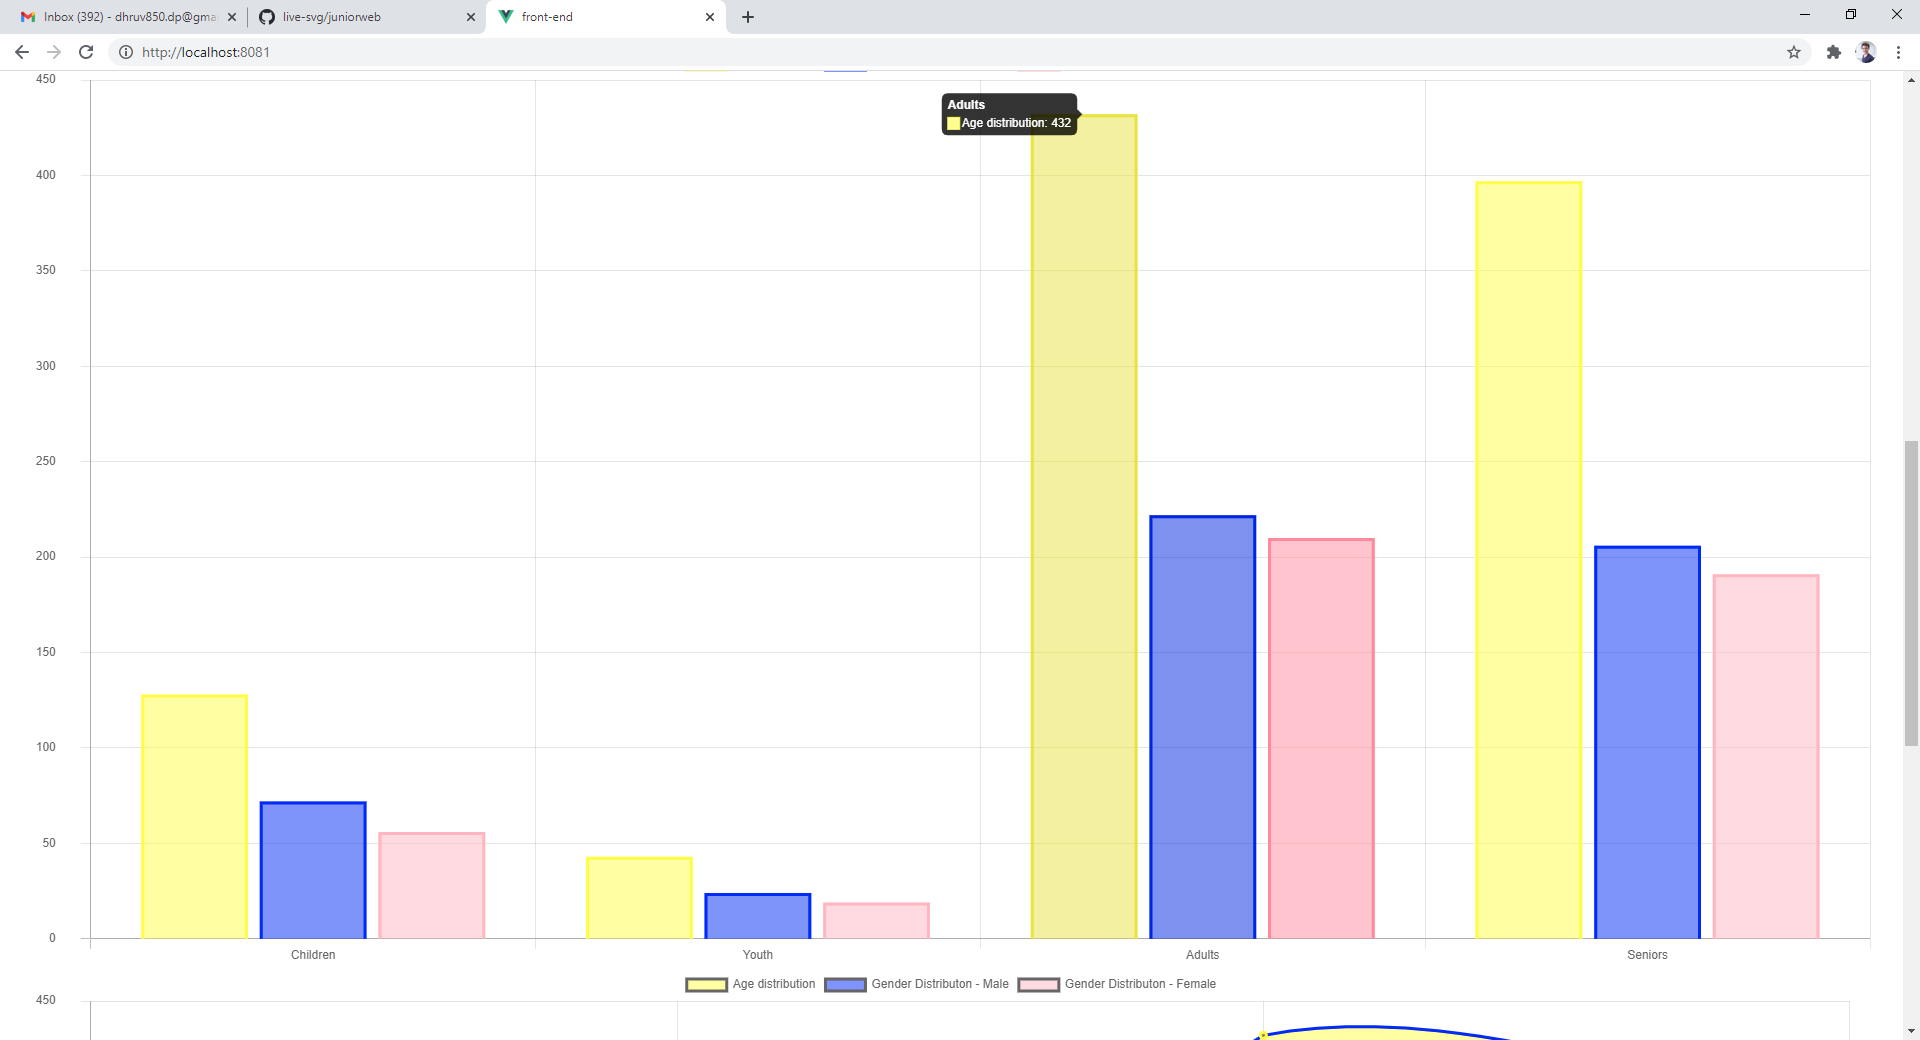 Inbox (392) - dhruv850.dp@gma
live-svg/juniorweb
front-end
http://localhost:8081
450
Adults
Age distribution: 432
400
350
300
250
200
150
100
50
0
Children Youth Adults Seniors
Age distribution Gender Distributon - Male Gender Distributon - Female
450